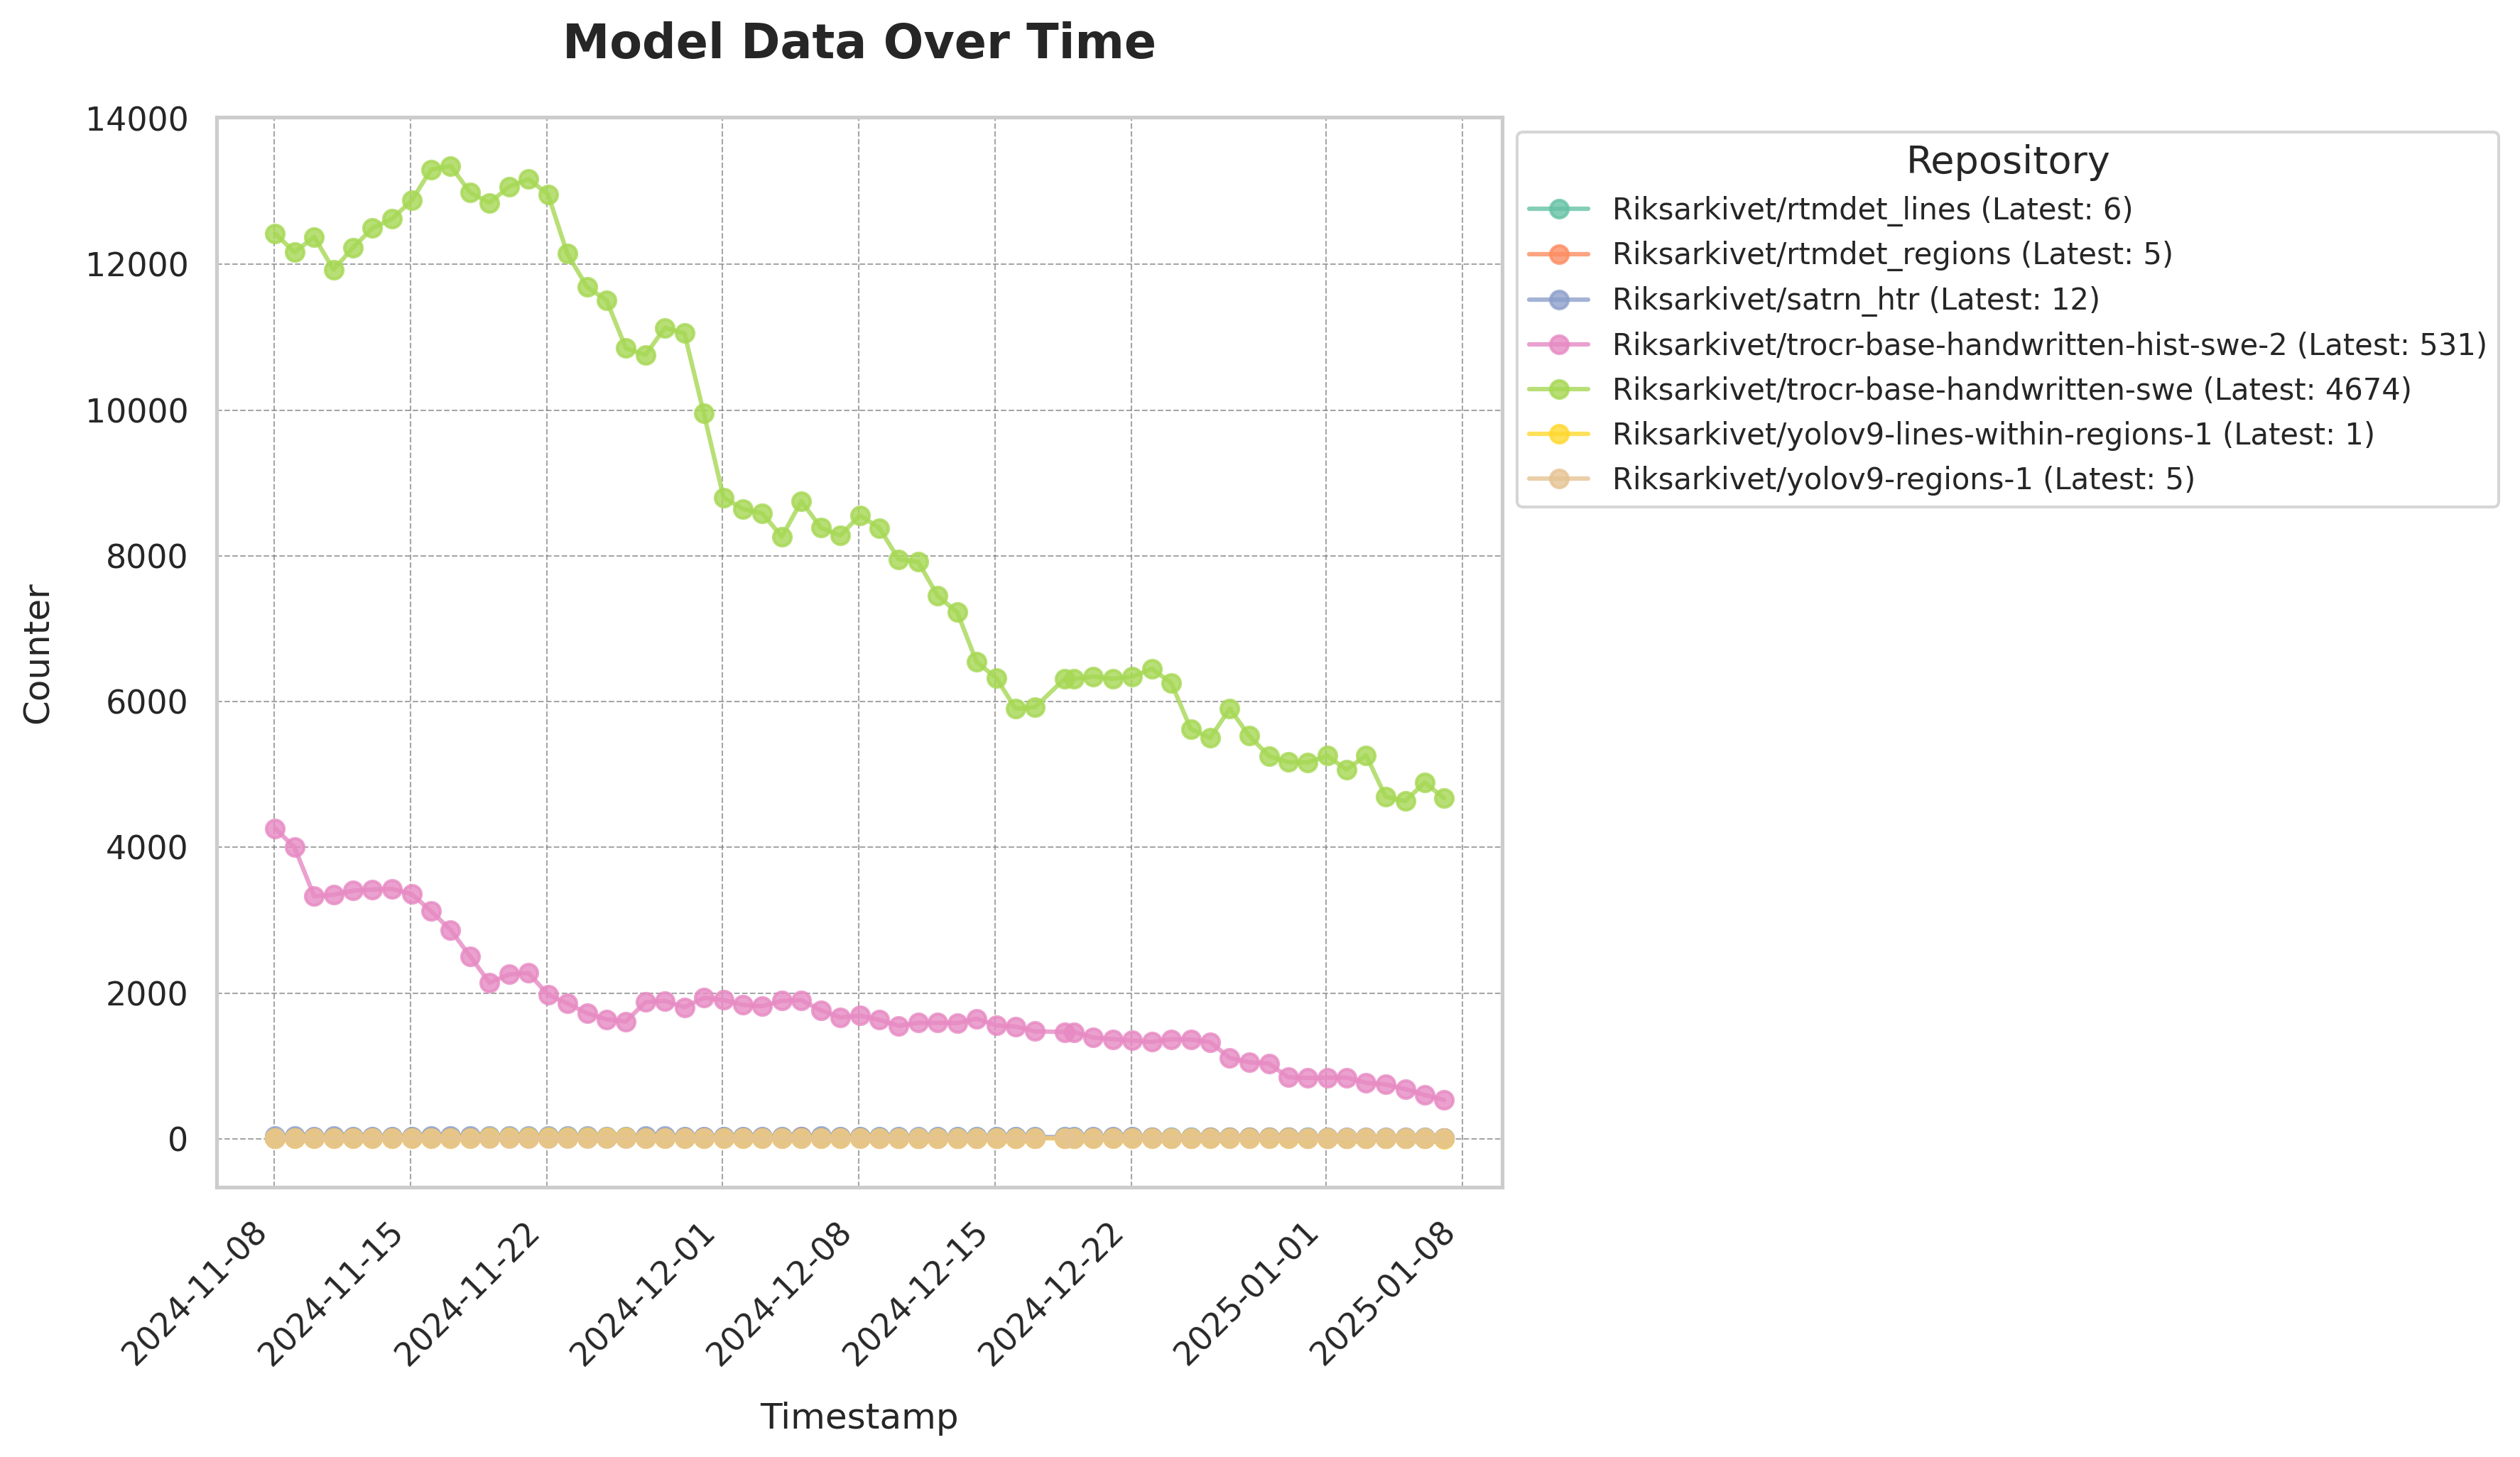 Model Data Over Time
14000
12000
10000
8000
6000
4000
2000
0
Counter
2024-11-08
2024-11-15
2024-11-22
2024-12-01
2024-12-08
2024-12-15
2024-12-22
2025-01-01
2025-01-08
Timestamp
Repository
Riksarkivet/rtmdet_lines (Latest: 6)
Riksarkivet/rtmdet_regions (Latest: 5)
Riksarkivet/satrn_htr (Latest: 12)
Riksarkivet/trocr-base-handwritten-hist-swe-2 (Latest: 531)
Riksarkivet/trocr-base-handwritten-swe (Latest: 4674)
Riksarkivet/yolov9-lines-within-regions-1 (Latest: 1)
Riksarkivet/yolov9-regions-1 (Latest: 5)